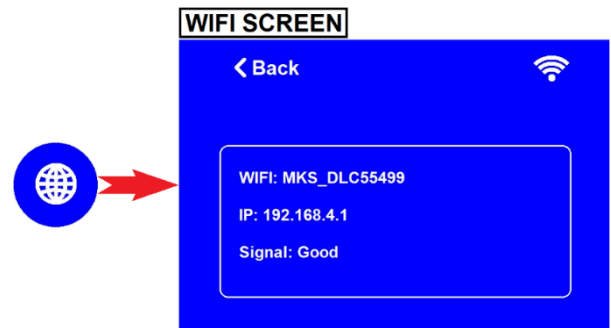 WIFI SCREEN
Back
WIFI: MKS_DLC55499
IP: 192.168.4.1
Signal: Good